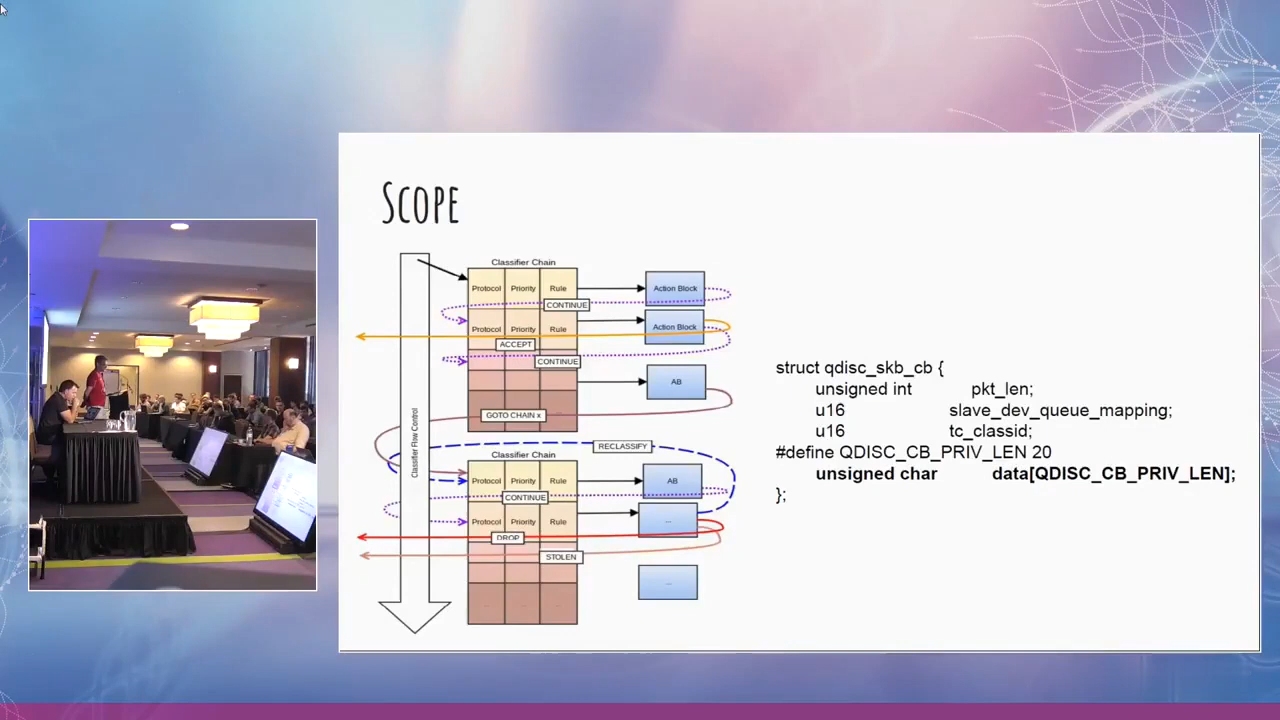 SCOPE
Classifier Chain
Protocol Priority Rule
Action Block
CONTINUE
Protocol Priority Rule
Action Block
ACCEPT
CONTINUE
AB
GOTO CHAIN x
Classifier Flow Control
RECLASSIFY
Classifier Chain
Protocol Priority Rule
AB
CONTINUE
Protocol Priority Rule
...
DROP
STOLEN
...
... ... ...
struct qdisc_skb_cb {
unsigned int pkt_len;
u16 slave_dev_queue_mapping;
u16 tc_classid;
#define QDISC_CB_PRIV_LEN 20
unsigned char data[QDISC_CB_PRIV_LEN];
};